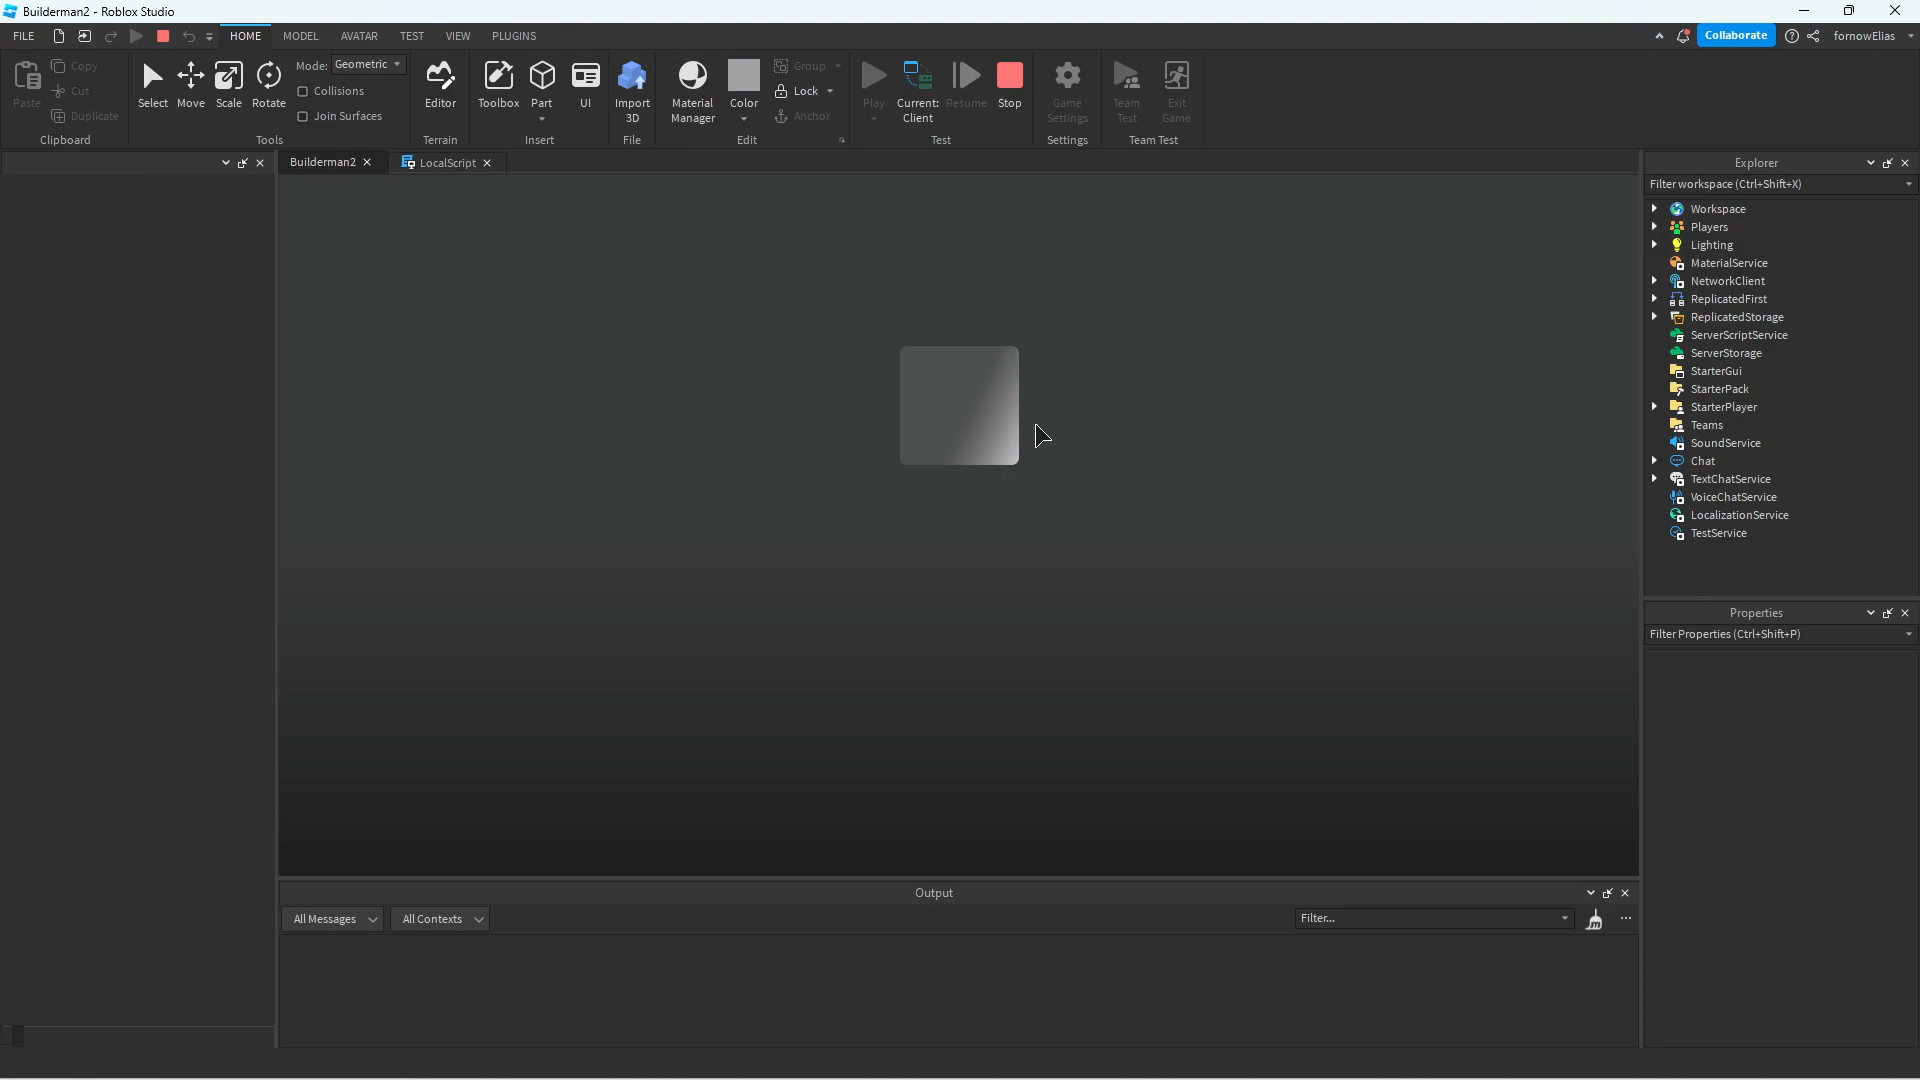 Builderman2 - Roblox Studio
FILE HOME MODEL AVATAR TEST VIEW PLUGINS Collaborate fornowElias
Paste Copy Cut Duplicate
Clipboard
Select Move Scale Rotate
Mode: Geometric
Collisions
Join Surfaces
Tools
Editor
Terrain
Toolbox Part UI
Insert
Import 3D
File
Material Manager Color
Group
Lock
Anchor
Edit
Play Current: Client Resume Stop
Test
Game Settings
Settings
Team Test Exit Game
Team Test
Builderman2 LocalScript
Explorer
Filter workspace (Ctrl+Shift+X)
Workspace
Players
Lighting
MaterialService
NetworkClient
ReplicatedFirst
ReplicatedStorage
ServerScriptService
ServerStorage
StarterGui
StarterPack
StarterPlayer
Teams
SoundService
Chat
TextChatService
VoiceChatService
LocalizationService
TestService
Properties
Filter Properties (Ctrl+Shift+P)
Output
All Messages All Contexts Filter...